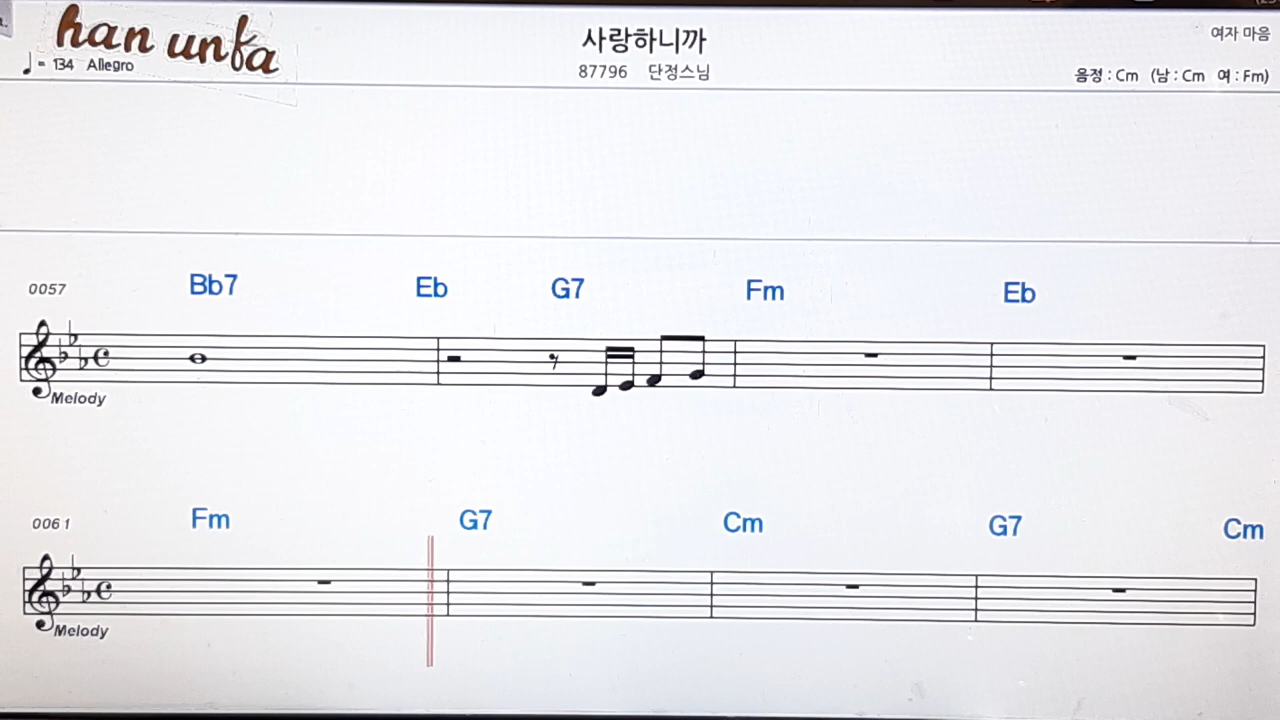 han unfa
♩ = 134 Allegro
사랑하니까
87796 단정스님
여자 마음
음정 : Cm (남 : Cm 여 : Fm)
0057 Bb7 Eb G7 Fm Eb
Melody
0061 Fm G7 Cm G7 Cm
Melody